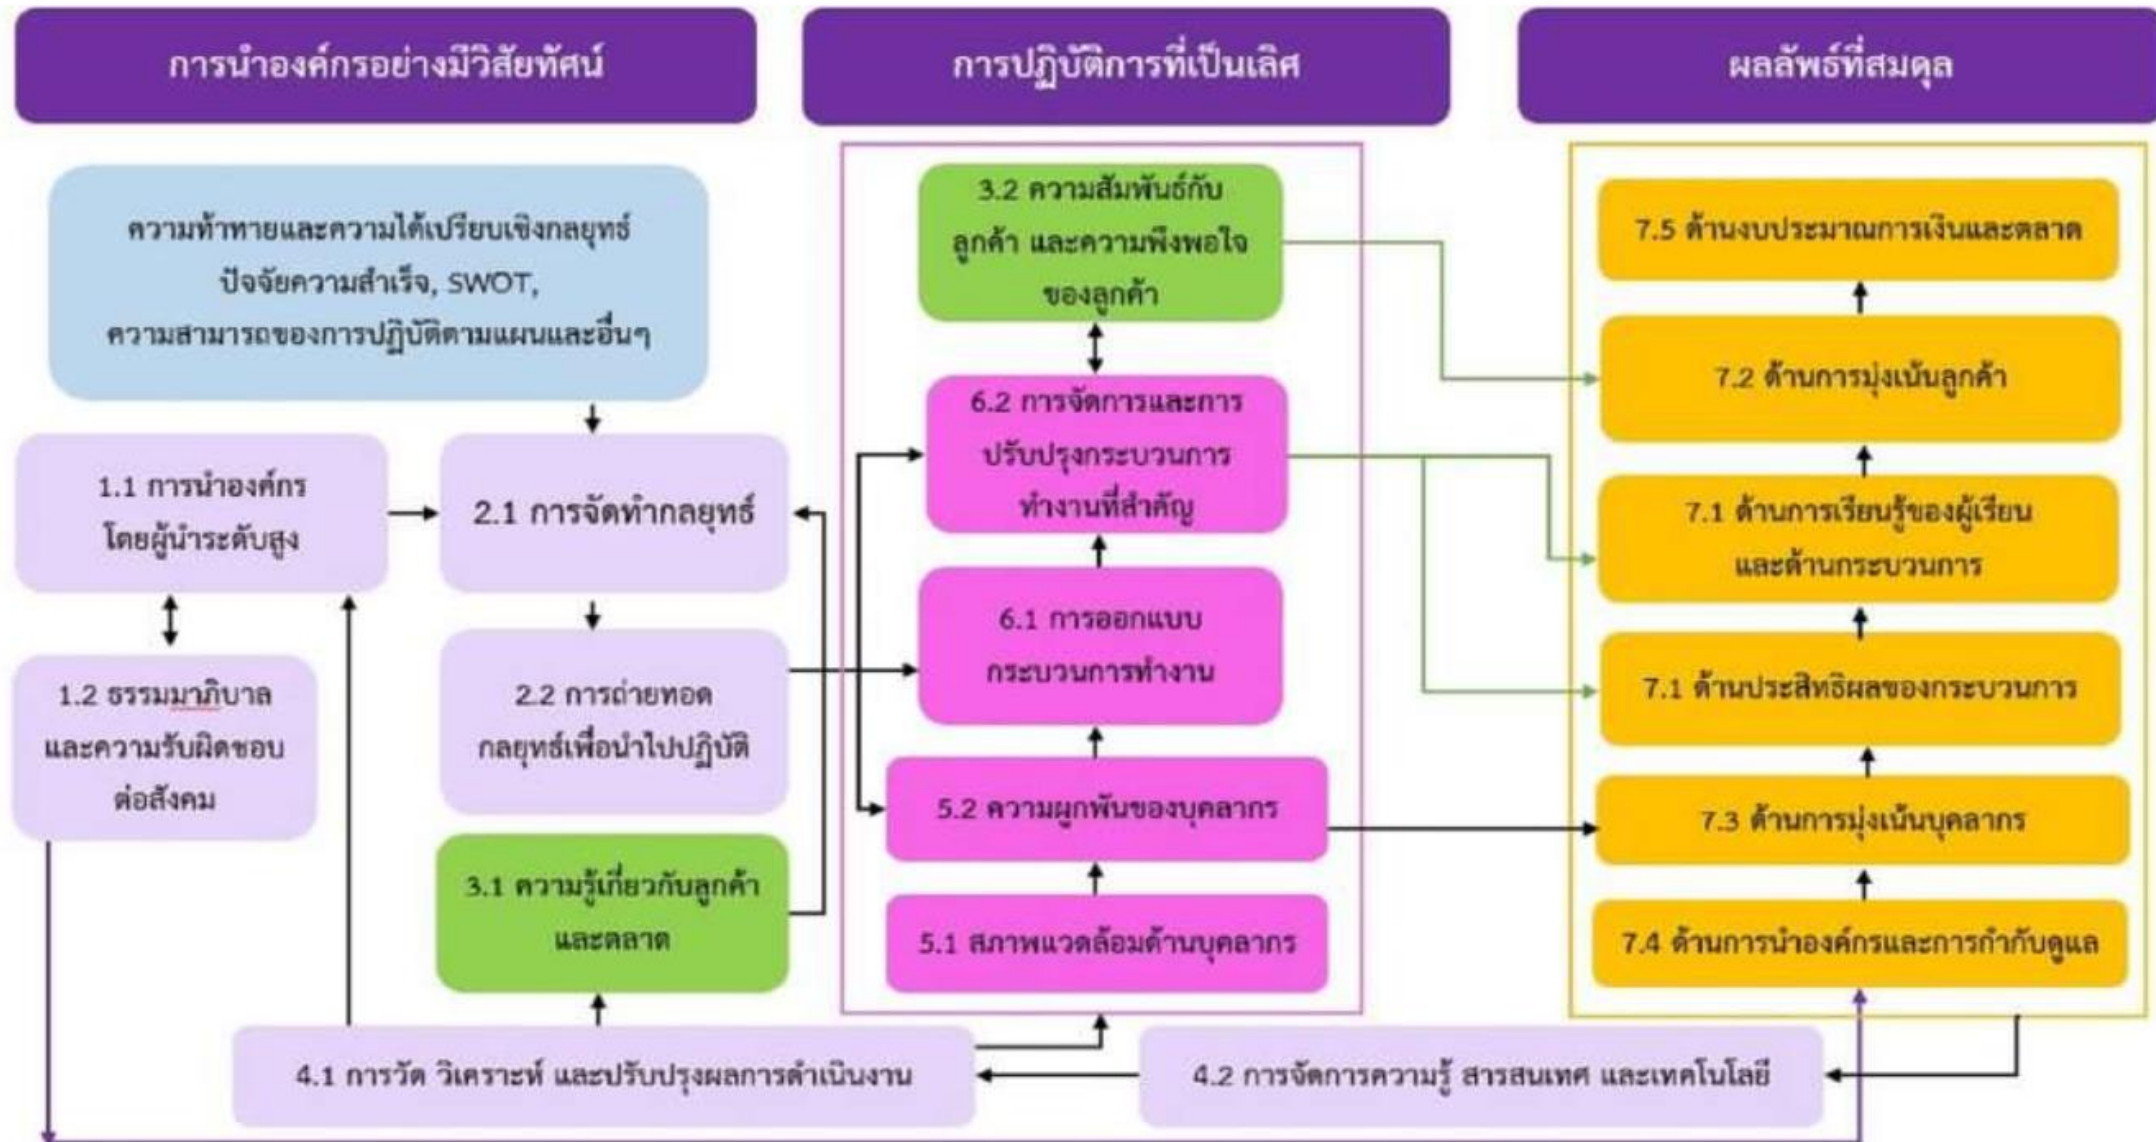 การนำองค์กรอย่างมีวิสัยทัศน์
ความท้าทายและความได้เปรียบเชิงกลยุทธ์
ปัจจัยความสำเร็จ, SWOT,
ความสามารถของการปฏิบัติตามแผนและอื่นๆ
1.1 การนำองค์กร
โดยผู้นำระดับสูง
2.1 การจัดทำกลยุทธ์
1.2 ธรรมมาภิบาล
และความรับผิดชอบ
ต่อสังคม
2.2 การถ่ายทอด
กลยุทธ์เพื่อนำไปปฏิบัติ
3.1 ความรู้เกี่ยวกับลูกค้า
และตลาด
การปฏิบัติการที่เป็นเลิศ
3.2 ความสัมพันธ์กับ
ลูกค้า และความพึงพอใจ
ของลูกค้า
6.2 การจัดการและการ
ปรับปรุงกระบวนการ
ทำงานที่สำคัญ
6.1 การออกแบบ
กระบวนการทำงาน
5.2 ความผูกพันของบุคลากร
5.1 สภาพแวดล้อมด้านบุคลากร
ผลลัพธ์ที่สมดุล
7.5 ด้านงบประมาณการเงินและตลาด
7.2 ด้านการมุ่งเน้นลูกค้า
7.1 ด้านการเรียนรู้ของผู้เรียน
และด้านกระบวนการ
7.1 ด้านประสิทธิผลของกระบวนการ
7.3 ด้านการมุ่งเน้นบุคลากร
7.4 ด้านการนำองค์กรและการกำกับดูแล
4.1 การวัด วิเคราะห์ และปรับปรุงผลการดำเนินงาน
4.2 การจัดการความรู้ สารสนเทศ และเทคโนโลยี